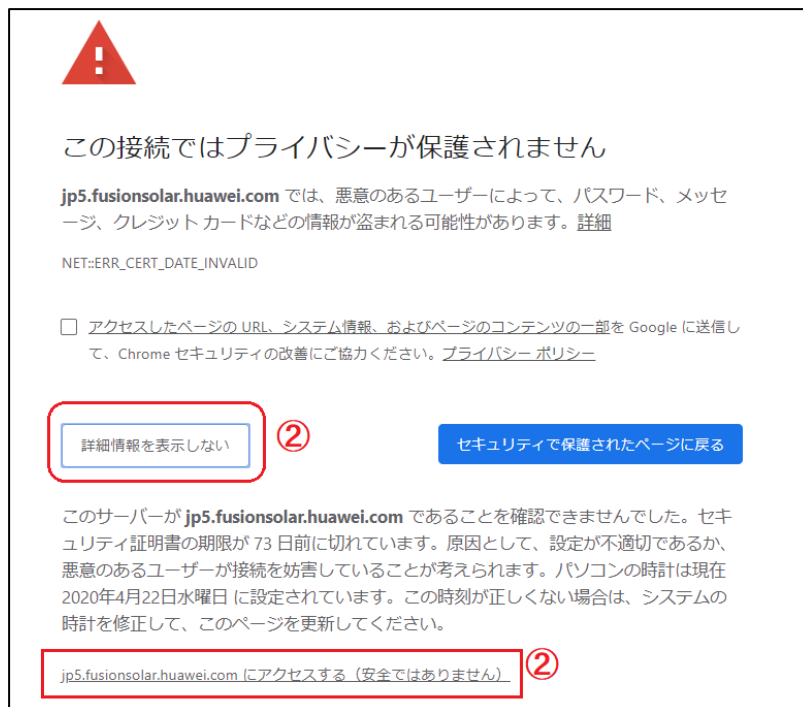 この接続ではプライバシーが保護されません
jp5.fusionsolar.huawei.com では、悪意のあるユーザーによって、パスワード、メッセ
ージ、クレジット カードなどの情報が盗まれる可能性があります。詳細
NET::ERR_CERT_DATE_INVALID
アクセスしたページの URL、システム情報、およびページのコンテンツの一部を Google に送信し
て、Chrome セキュリティの改善にご協力ください。プライバシー ポリシー
詳細情報を表示しない ② セキュリティで保護されたページに戻る
このサーバーが jp5.fusionsolar.huawei.com であることを確認できませんでした。セキ
ュリティ証明書の期限が 73 日前に切れています。原因として、設定が不適切であるか、
悪意のあるユーザーが接続を妨害していることが考えられます。パソコンの時計は現在
2020年4月22日水曜日 に設定されています。この時刻が正しくない場合は、システムの
時計を修正して、このページを更新してください。
jp5.fusionsolar.huawei.com にアクセスする（安全ではありません） ②